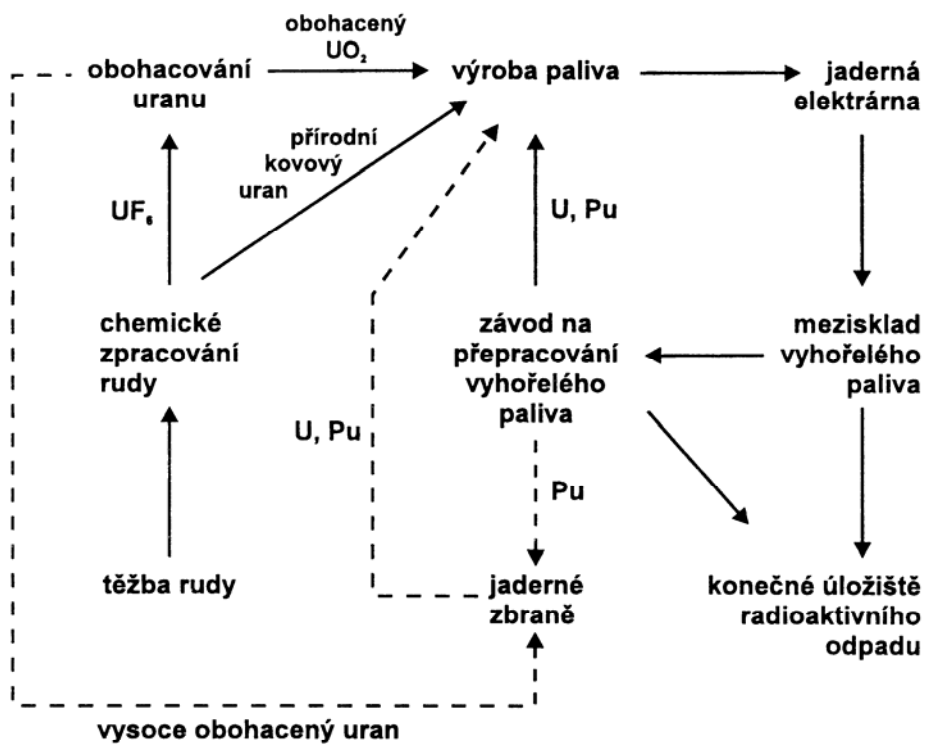 obohacený
UO₂
obohacování
uranu
výroba paliva
jaderná
elektrárna
přírodní
kovový
uran
UF₆
U, Pu
chemické
zpracování
rudy
závod na
přepracování
vyhořelého
paliva
mezisklad
vyhořelého
paliva
U, Pu
Pu
těžba rudy
jaderné
zbraně
konečné úložiště
radioaktivního
odpadu
vysoce obohacený uran